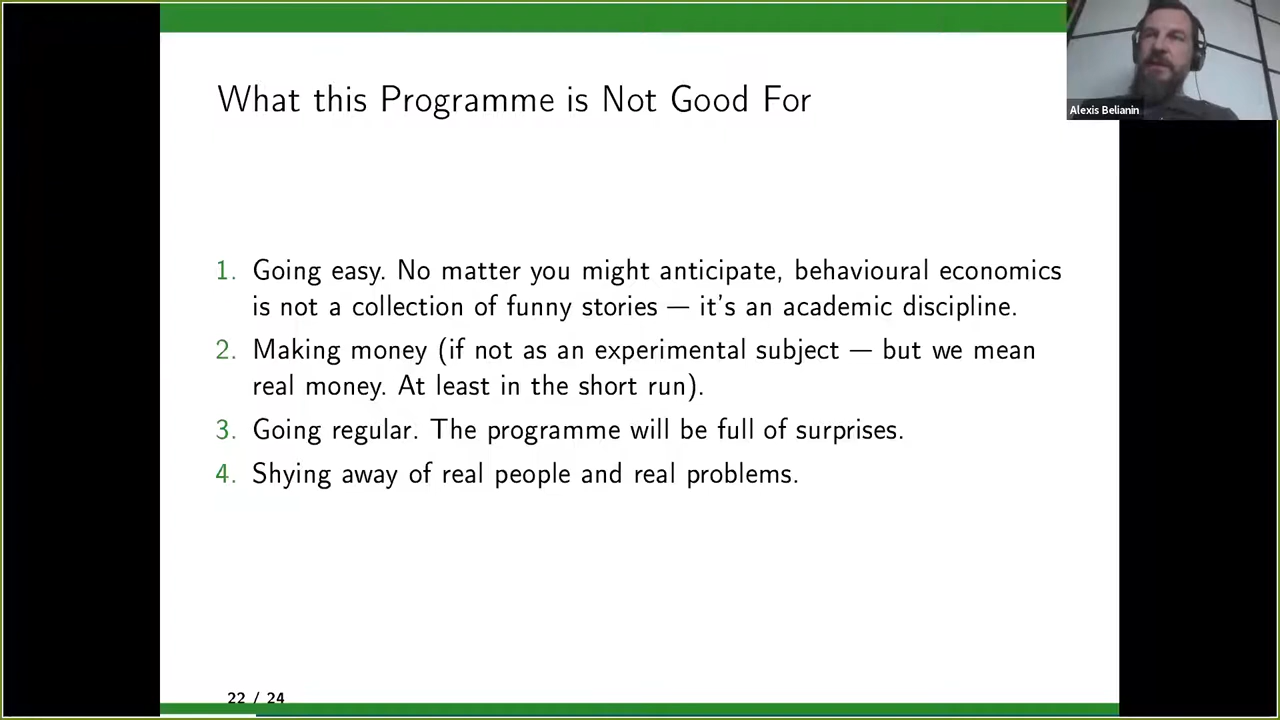 What this Programme is Not Good For
Alexis Belianin
1. Going easy. No matter you might anticipate, behavioural economics
is not a collection of funny stories — it's an academic discipline.
2. Making money (if not as an experimental subject — but we mean
real money. At least in the short run).
3. Going regular. The programme will be full of surprises.
4. Shying away of real people and real problems.
22 / 24